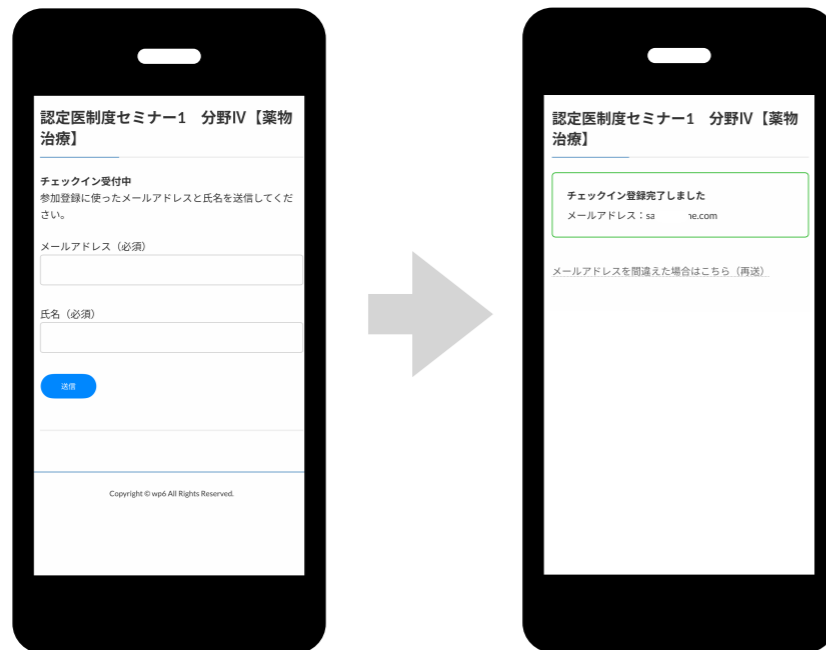 認定医制度セミナー1　分野Ⅳ【薬物
治療】
チェックイン受付中
参加登録に使ったメールアドレスと氏名を送信してくだ
さい。
メールアドレス（必須）
氏名（必須）
送信
Copyright © wp6 All Rights Reserved.
認定医制度セミナー1　分野Ⅳ【薬物
治療】
チェックイン登録完了しました
メールアドレス：sa ne.com
メールアドレスを間違えた場合はこちら（再送）